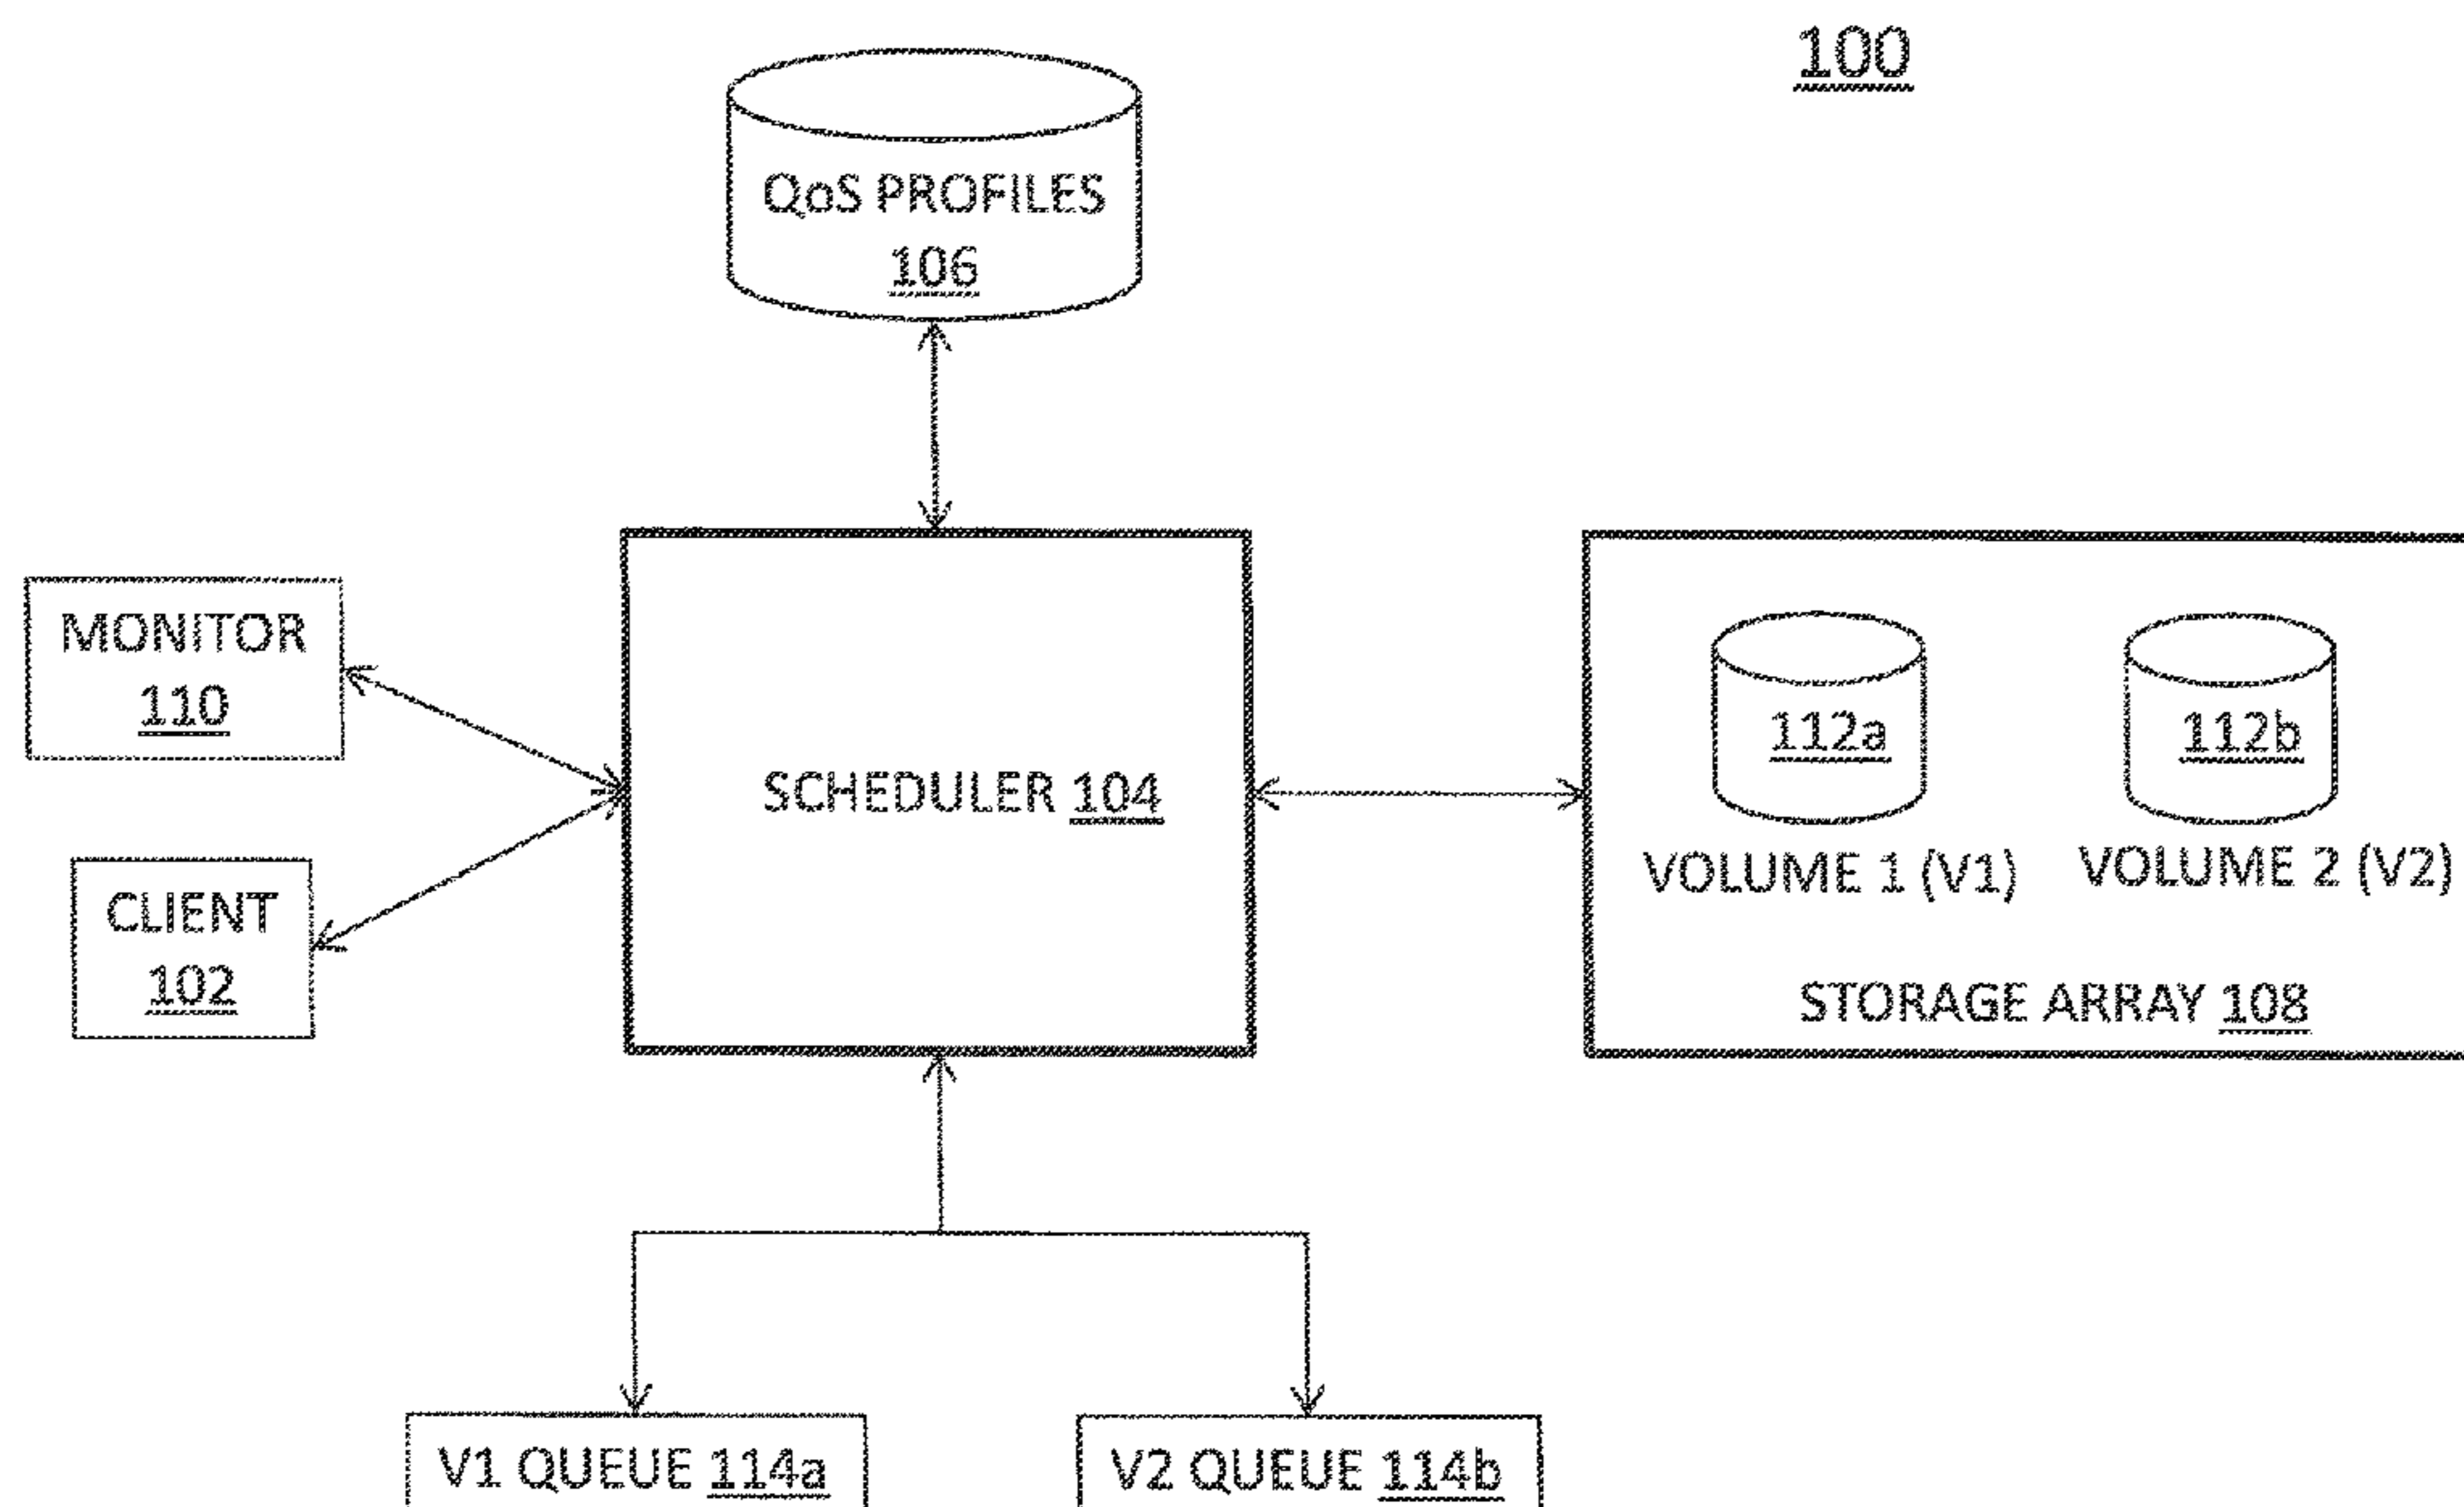 100
QoS PROFILES
106
MONITOR
110
CLIENT
102
SCHEDULER 104
112a
112b
VOLUME 1 (V1)
VOLUME 2 (V2)
STORAGE ARRAY 108
V1 QUEUE 114a
V2 QUEUE 114b